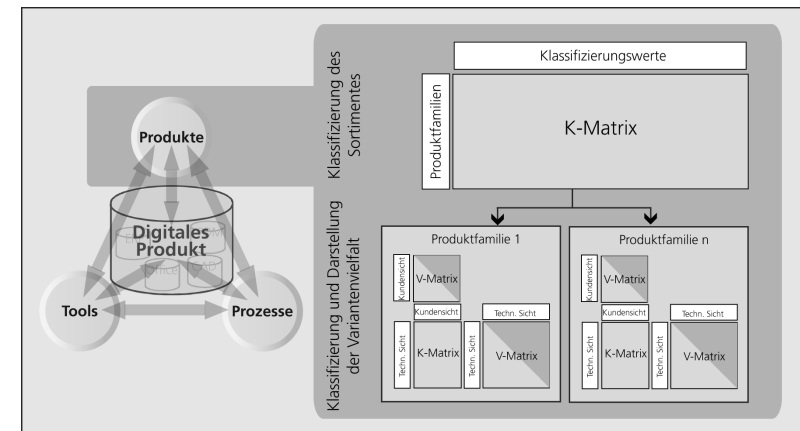 Produkte
Digitales
Produkt
OFFICE
CAD
Tools
Prozesse
Klassifizierung des
Sortimentes
Klassifizierungswerte
Produktfamilien
K-Matrix
Klassifizierung und Darstellung
der Variantenvielfalt
Produktfamilie 1
Kundensicht
V-Matrix
Kundensicht
Techn. Sicht
Techn. Sicht
K-Matrix
Techn. Sicht
V-Matrix
Produktfamilie n
Kundensicht
V-Matrix
Kundensicht
Techn. Sicht
Techn. Sicht
K-Matrix
Techn. Sicht
V-Matrix